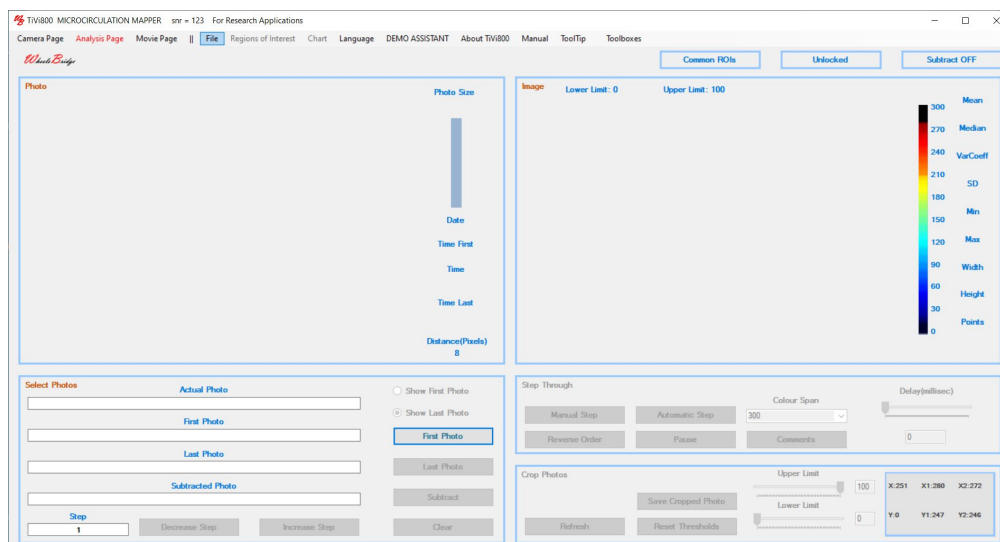 TiVi800 MICROCIRCULATION MAPPER snr = 123 For Research Applications
Camera Page Analysis Page Movie Page || File Regions of Interest Chart Language DEMO ASSISTANT About TiVi800 Manual ToolTip Toolboxes
WheelsBridge Common ROIs Unlocked Subtract OFF
Photo
Photo Size
Date
Time First
Time
Time Last
Distance(Pixels)
8
Image Lower Limit: 0 Upper Limit: 100
300 Mean
270 Median
240 VarCoeff
210
180 SD
150 Min
120 Max
90 Width
60 Height
30 Points
0
Select Photos
Actual Photo
First Photo
Last Photo
Subtracted Photo
Step
1 Decrease Step Increase Step
Show First Photo
Show Last Photo
First Photo
Last Photo
Subtract
Clear
Step Through
Colour Span Delay(millisec)
Manual Step Automatic Step 300
Reverse Order Pause Comments 0
Crop Photos
Upper Limit
100
Save Cropped Photo
Lower Limit
0
Refresh Reset Thresholds
X:251 X1:280 X2:272
Y:0 Y1:247 Y2:246